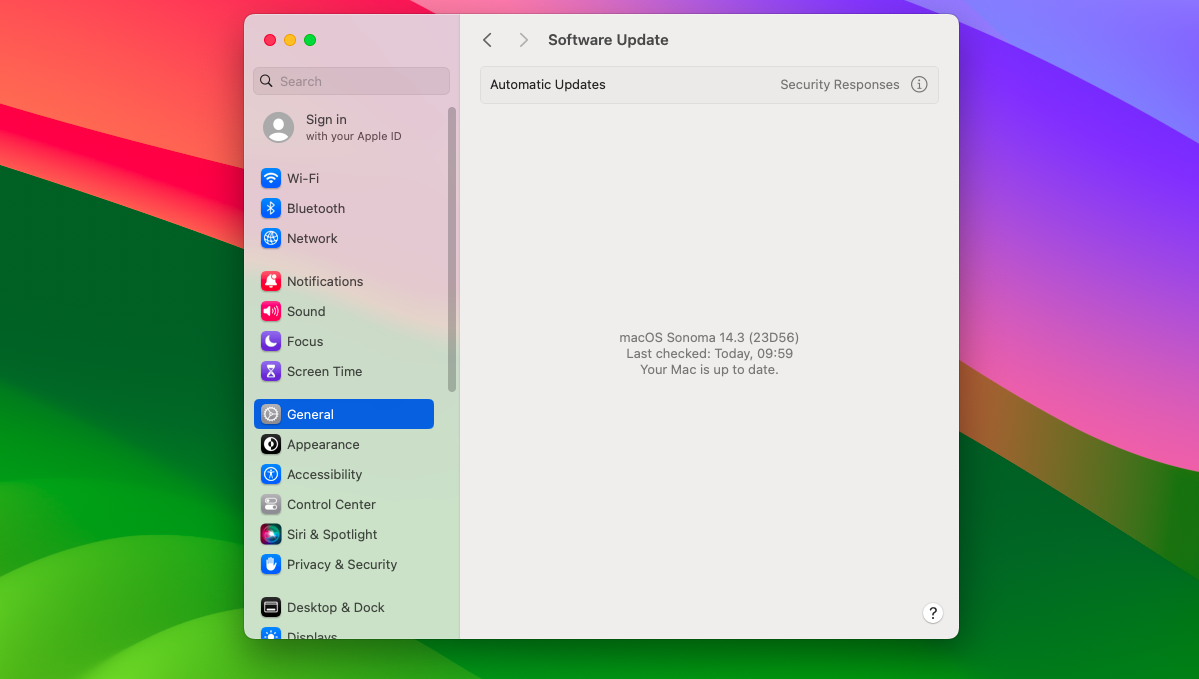 Software Update
Search
Automatic Updates
Security Responses
Sign in
with your Apple ID
Wi-Fi
Bluetooth
Network
Notifications
Sound
Focus
Screen Time
General
Appearance
Accessibility
Control Center
Siri & Spotlight
Privacy & Security
Desktop & Dock
Displays
macOS Sonoma 14.3 (23D56)
Last checked: Today, 09:59
Your Mac is up to date.
?